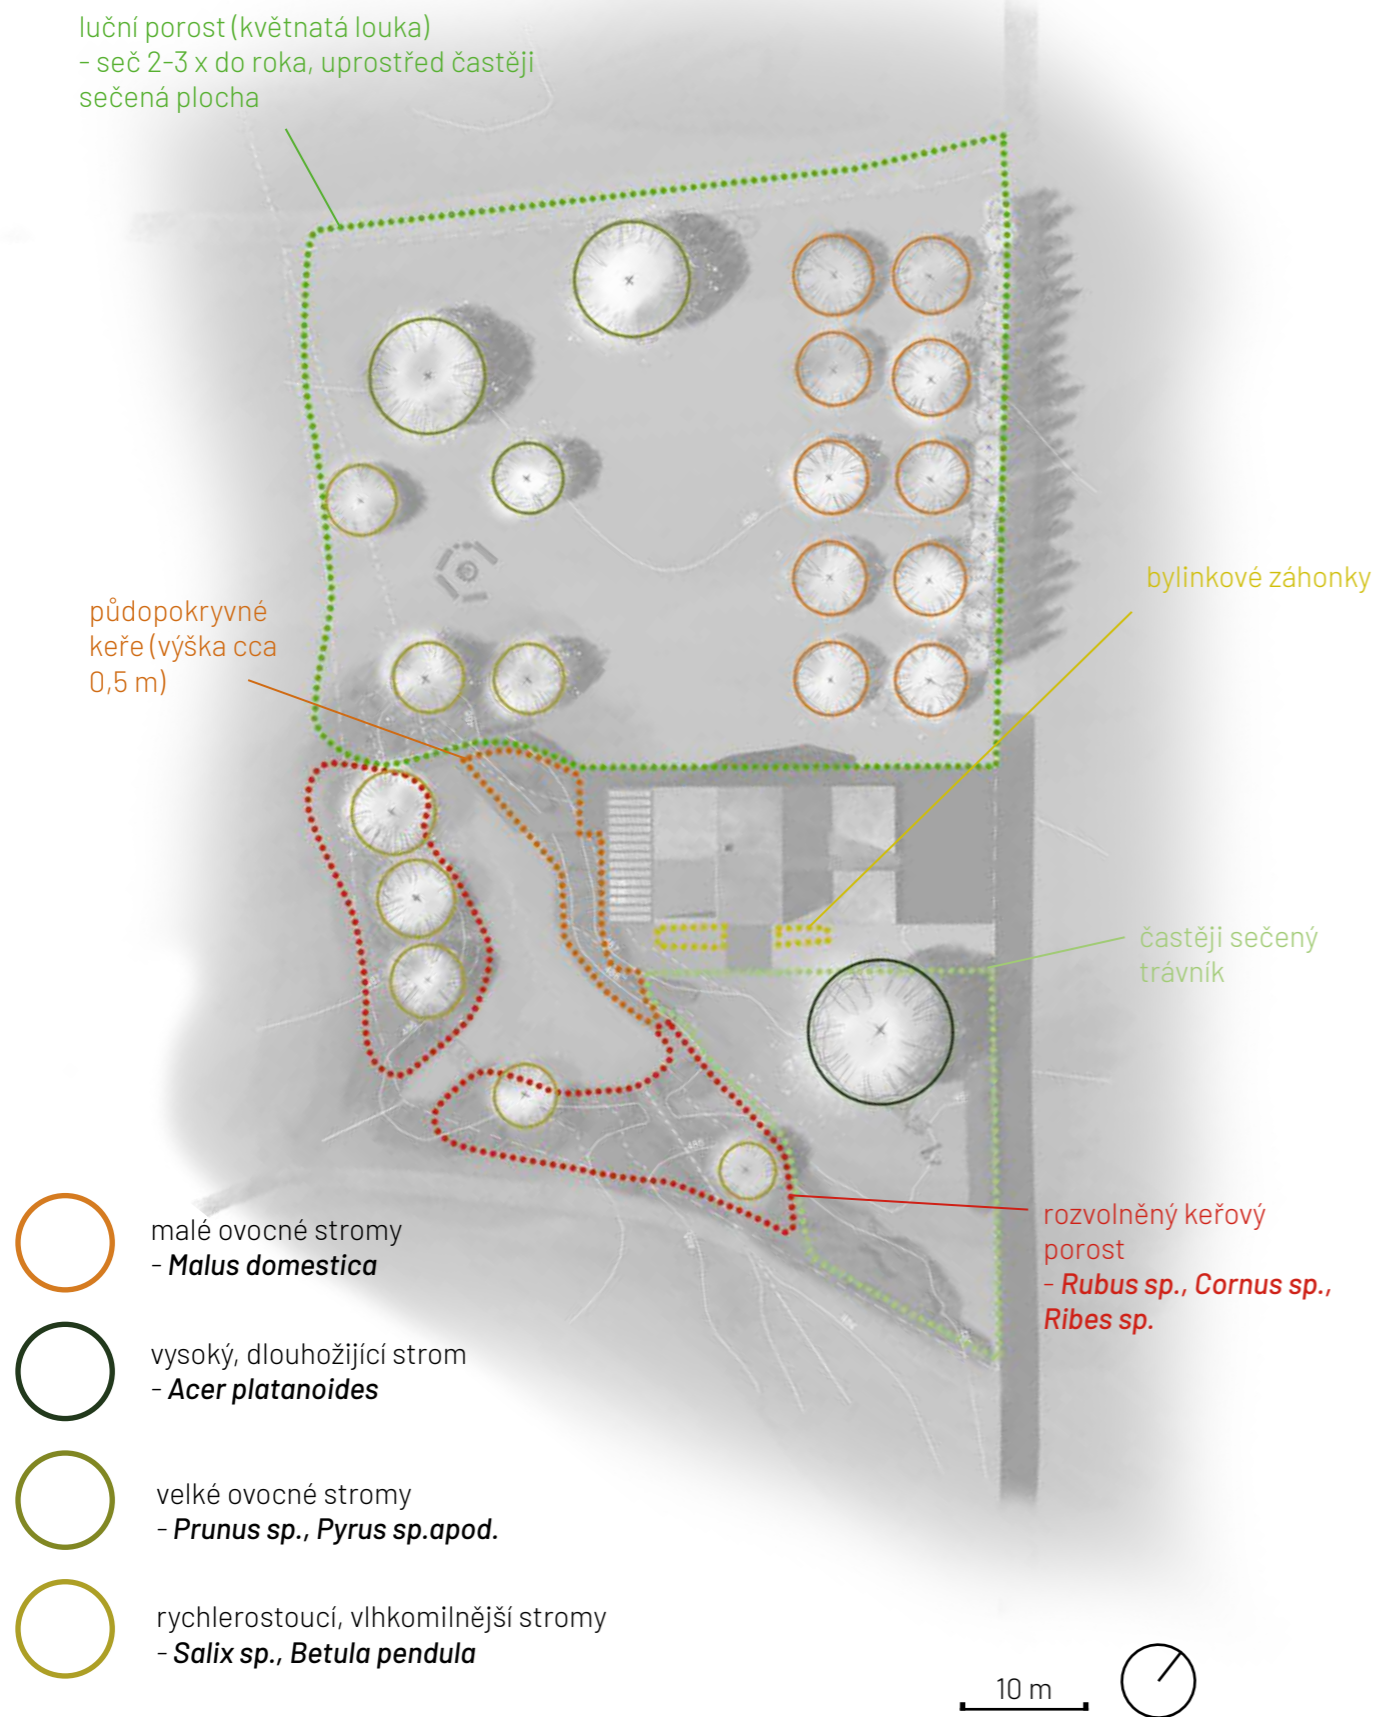 luční porost (květnatá louka)
- seč 2-3 x do roka, uprostřed častěji
sečená plocha
půdopokryvné
keře (výška cca
0,5 m)
bylinkové záhonky
častěji sečený
trávník
rozvolněný keřový
porost
- Rubus sp., Cornus sp.,
Ribes sp.
malé ovocné stromy
- Malus domestica
vysoký, dlouhožijící strom
- Acer platanoides
velké ovocné stromy
- Prunus sp., Pyrus sp.apod.
rychlerostoucí, vlhkomilnější stromy
- Salix sp., Betula pendula
10 m